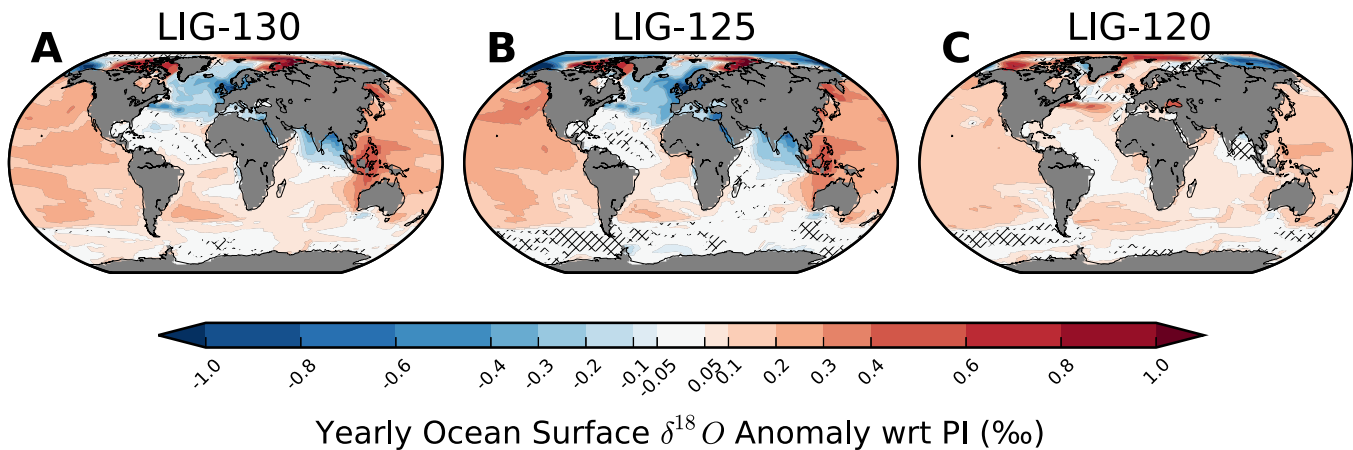 LIG-130
LIG-125
LIG-120
A
B
C
-1.0
-0.8
-0.6
-0.4
-0.3
-0.2
-0.1
-0.05
0.05
0.1
0.2
0.3
0.4
0.6
0.8
1.0
Yearly Ocean Surface δ¹⁸O Anomaly wrt PI (‰)